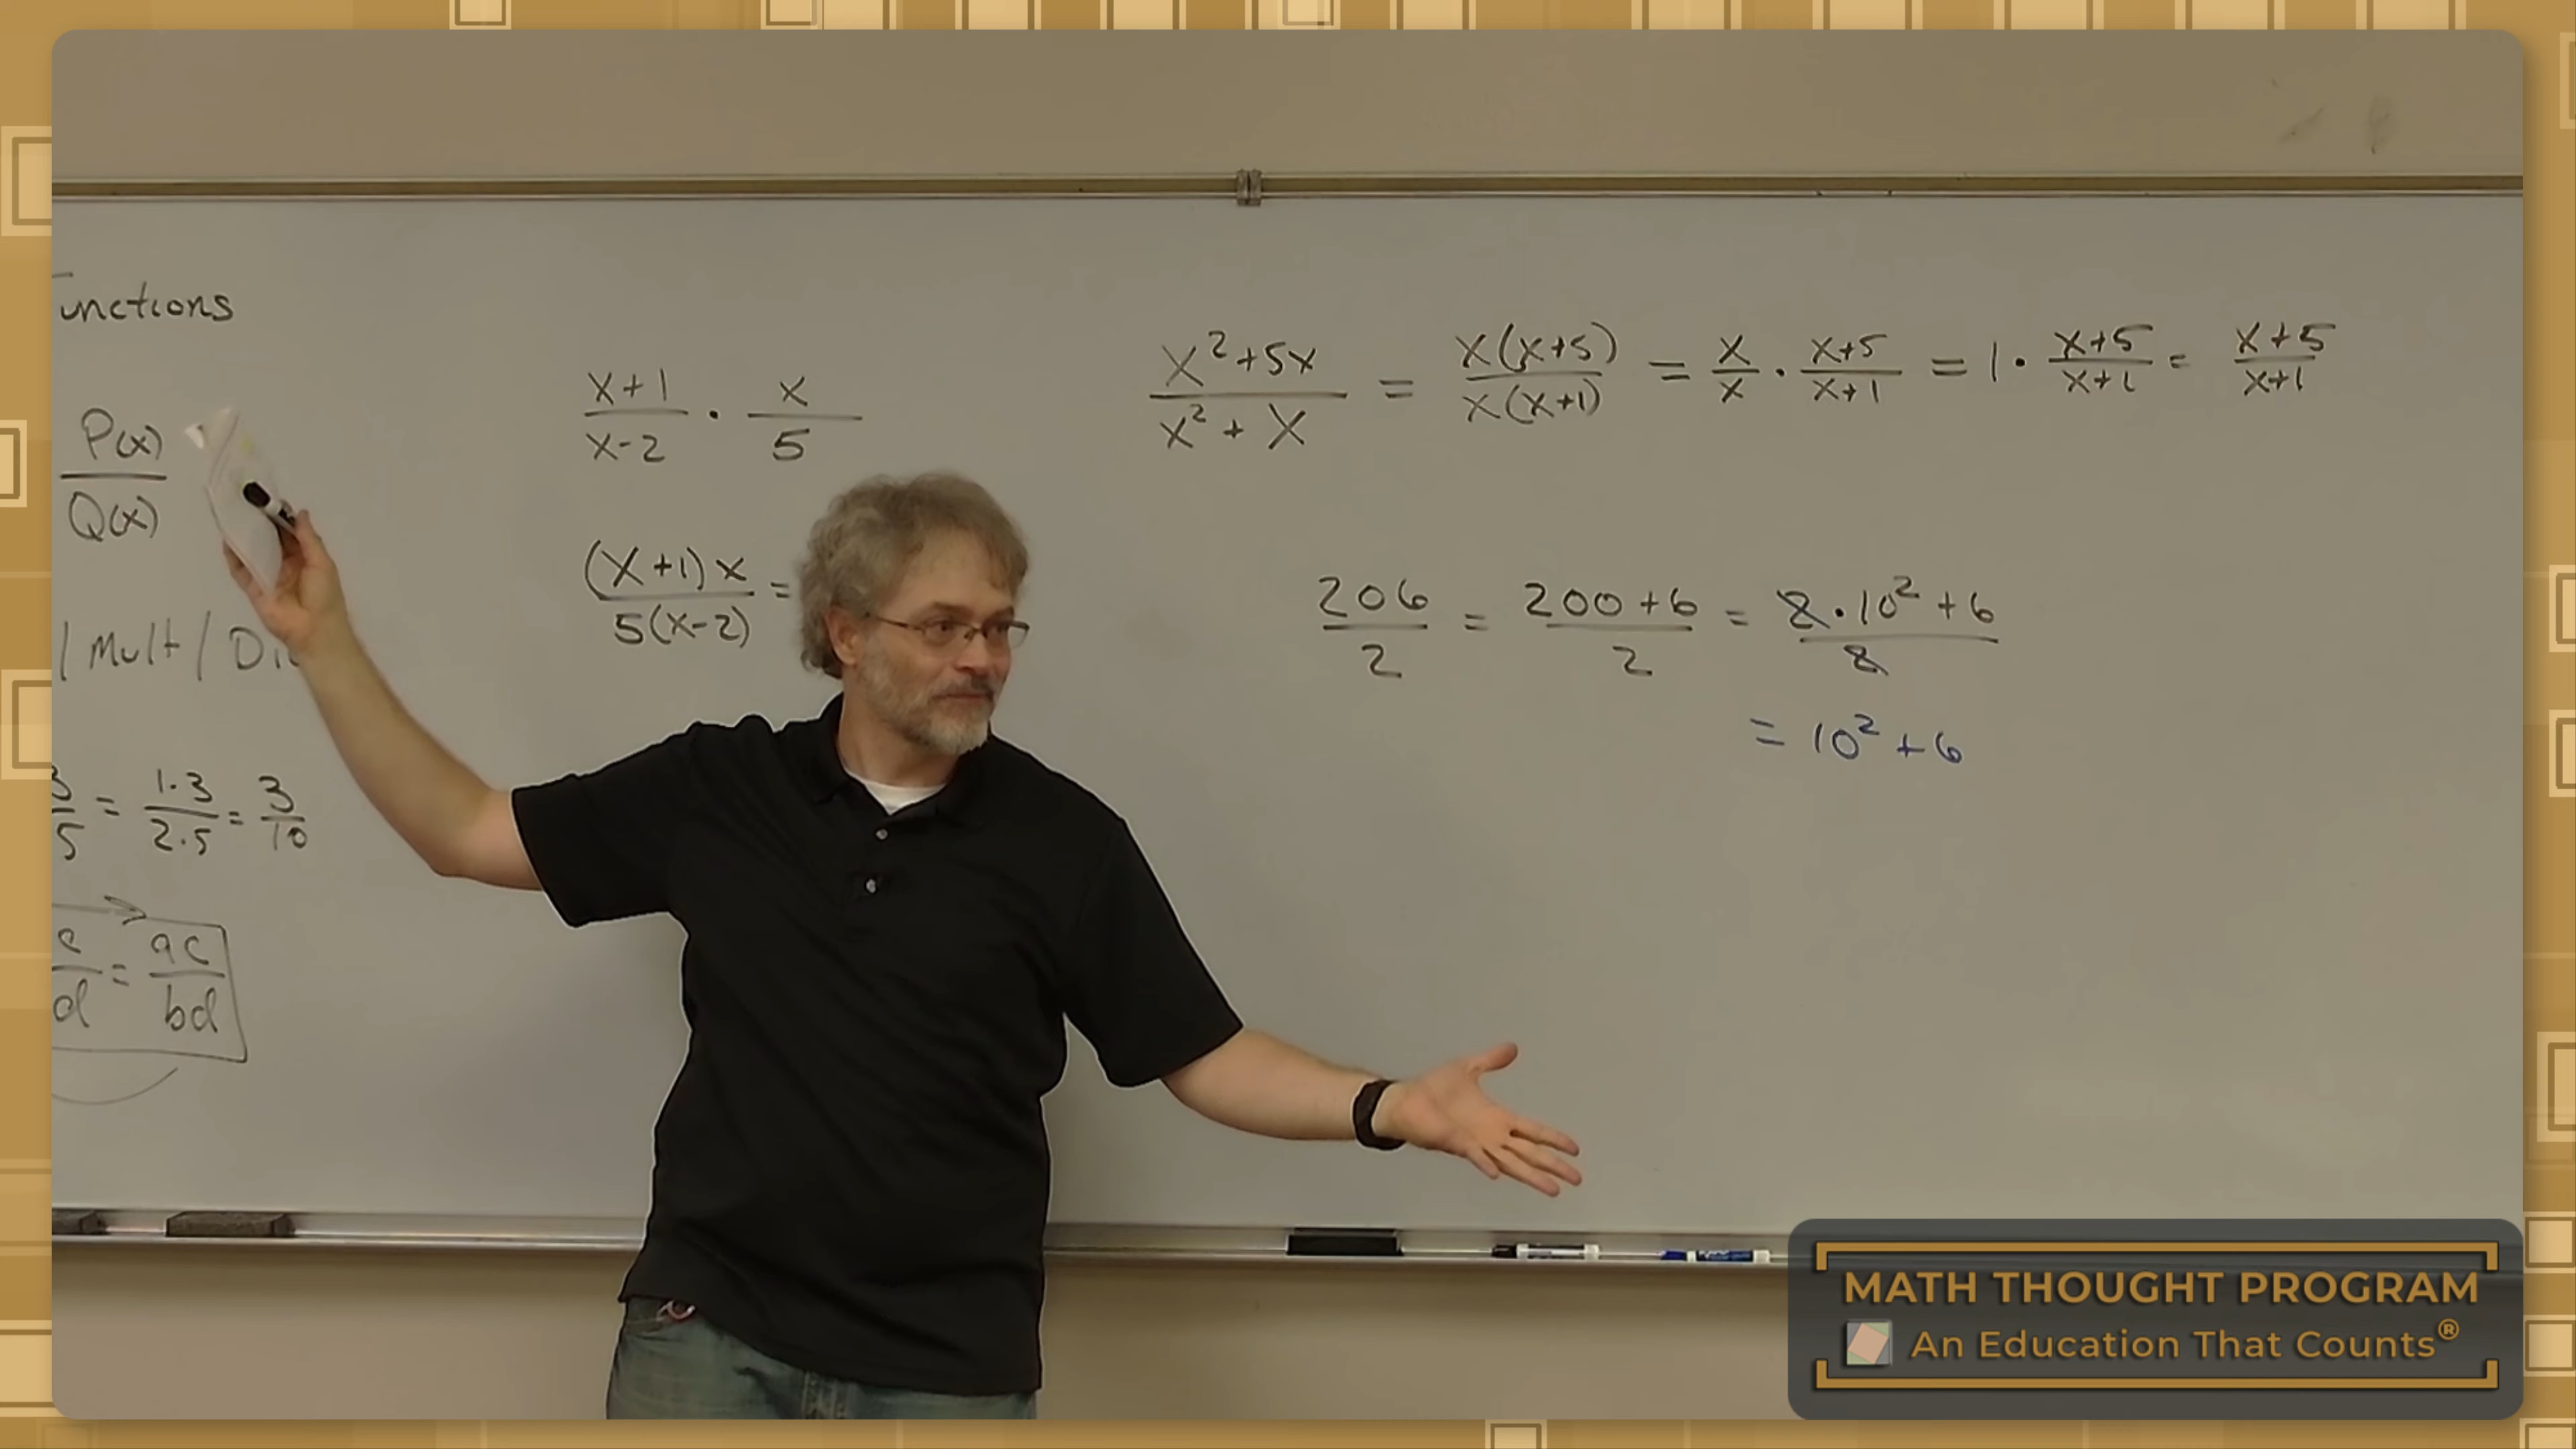 unctions
P(x)
Q(x)
| Mult / Di
3/5 = 1·3/2·5 = 3/10
c/d = ac/bd
x+1/x-2 · x/5
(x+1)x/5(x-2) =
x²+5x/x²+x = x(x+5)/x(x+1) = x/x · x+5/x+1 = 1 · x+5/x+1 = x+5/x+1
206/2 = 200+6/2 = 2·10²+6/2
= 10²+6
MATH THOUGHT PROGRAM
An Education That Counts®